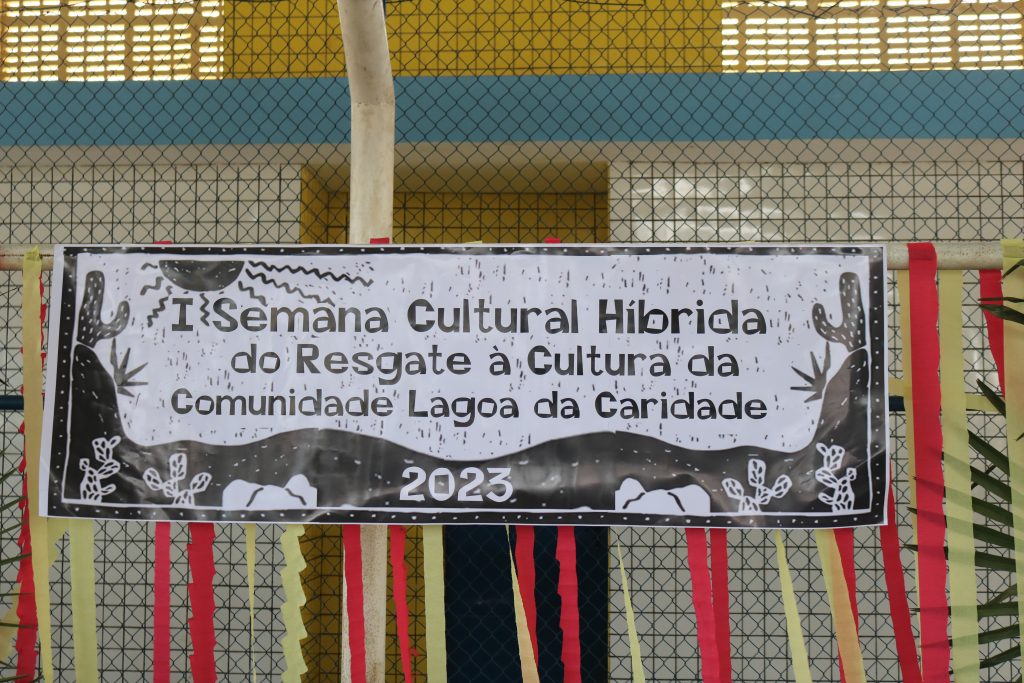 I Semana Cultural Híbrida
do Resgate à Cultura da
Comunidade Lagoa da Caridade
2023